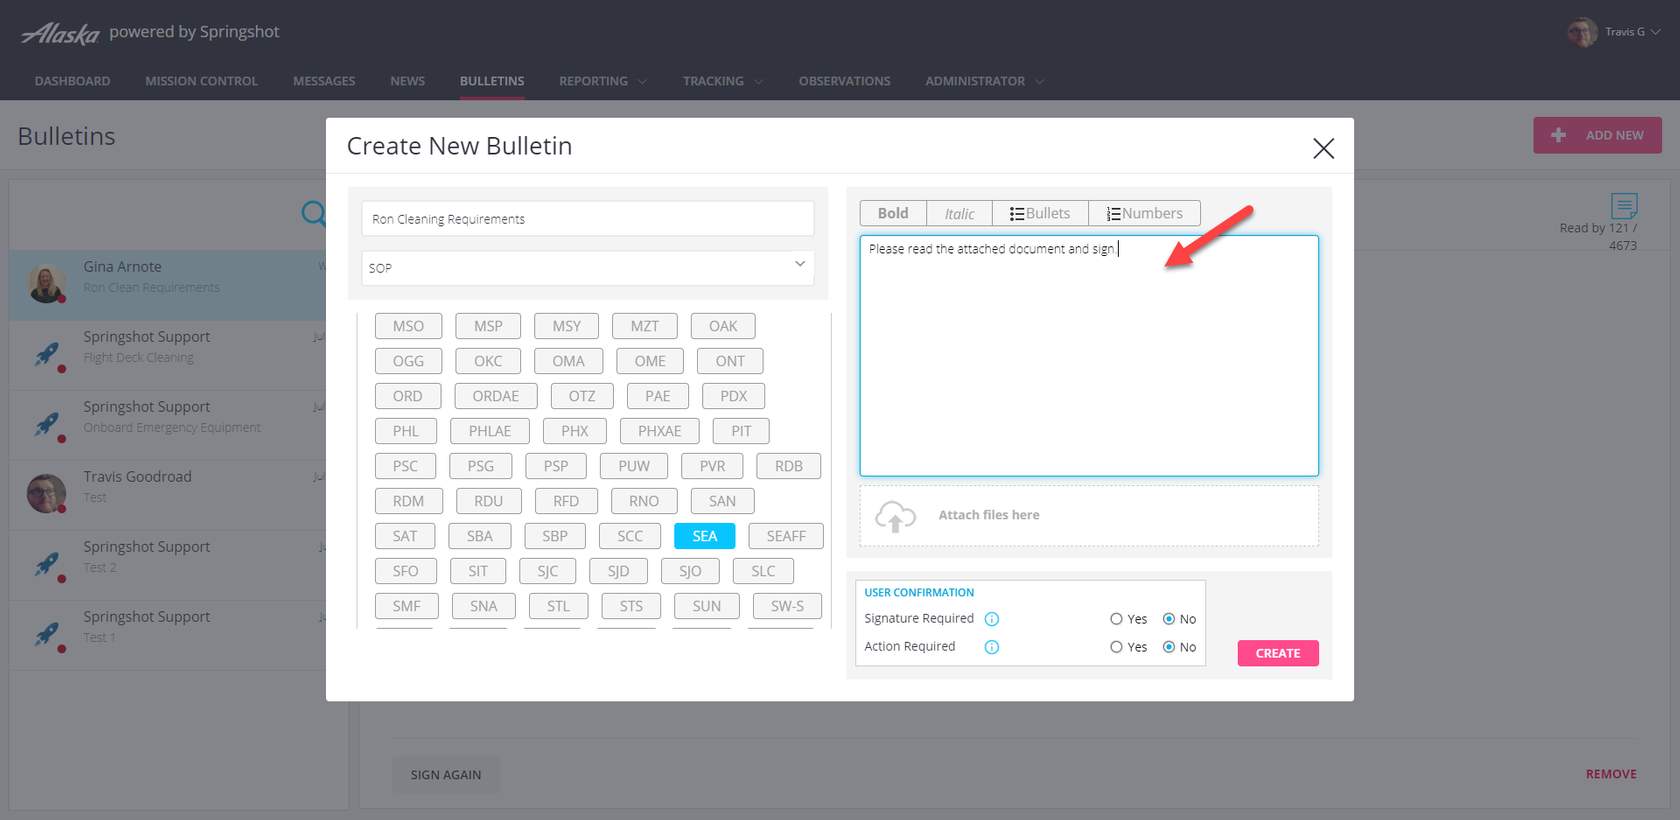 Alaska powered by Springshot
Travis G
DASHBOARD MISSION CONTROL MESSAGES NEWS BULLETINS REPORTING TRACKING OBSERVATIONS ADMINISTRATOR
Bulletins
ADD NEW
Read by 121 /
4673
Gina Arnote
Ron Clean Requirements
Springshot Support
Flight Deck Cleaning
Springshot Support
Onboard Emergency Equipment
Travis Goodroad
Test
Springshot Support
Test 2
Springshot Support
Test 1
Create New Bulletin
Ron Cleaning Requirements
SOP
MSO MSP MSY MZT OAK
OGG OKC OMA OME ONT
ORD ORDAE OTZ PAE PDX
PHL PHLAE PHX PHXAE PIT
PSC PSG PSP PUW PVR RDB
RDM RDU RFD RNO SAN
SAT SBA SBP SCC SEA SEAFF
SFO SIT SJC SJD SJO SLC
SMF SNA STL STS SUN SW-S
Bold Italic Bullets Numbers
Please read the attached document and sign.
Attach files here
USER CONFIRMATION
Signature Required Yes No
Action Required Yes No
CREATE
SIGN AGAIN
REMOVE